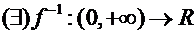 (∃) f⁻¹ : (0,+∞) → R